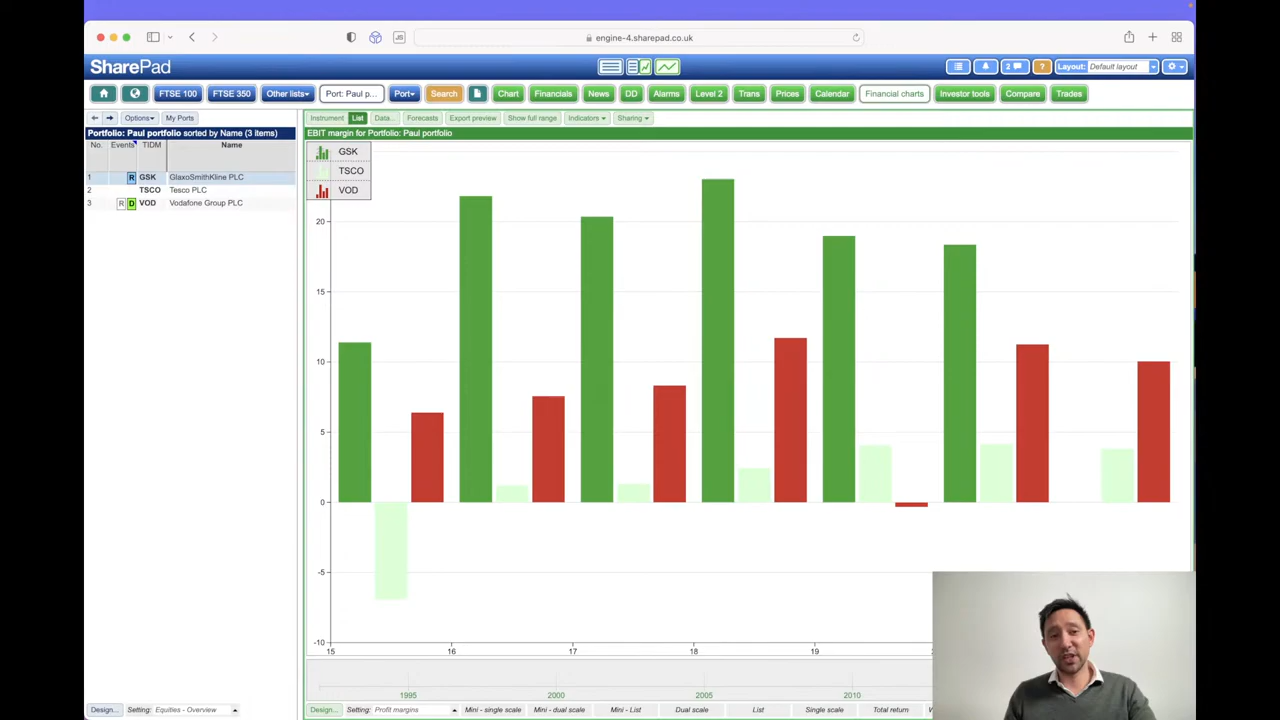 engine-4.sharepad.co.uk
SharePad
2
?
Layout: Default layout
FTSE 100 FTSE 350 Other lists Port: Paul p... Port Search Chart Financials News DD Alarms Level 2 Trans Prices Calendar Financial charts Investor tools Compare Trades
Options My Ports
Instrument List Data... Forecasts Export preview Show full range Indicators Sharing
Portfolio: Paul portfolio sorted by Name (3 items)
EBIT margin for Portfolio: Paul portfolio
No. Events TIDM Name
1 R GSK GlaxoSmithKline PLC
2 TSCO Tesco PLC
3 R D VOD Vodafone Group PLC
GSK
TSCO
VOD
20
15
10
5
0
-5
-10
15 16 17 18 19
1995 2000 2005 2010
Design... Setting: Equities - Overview
Design... Setting: Profit margins Mini - single scale Mini - dual scale Mini - List Dual scale List Single scale Total return